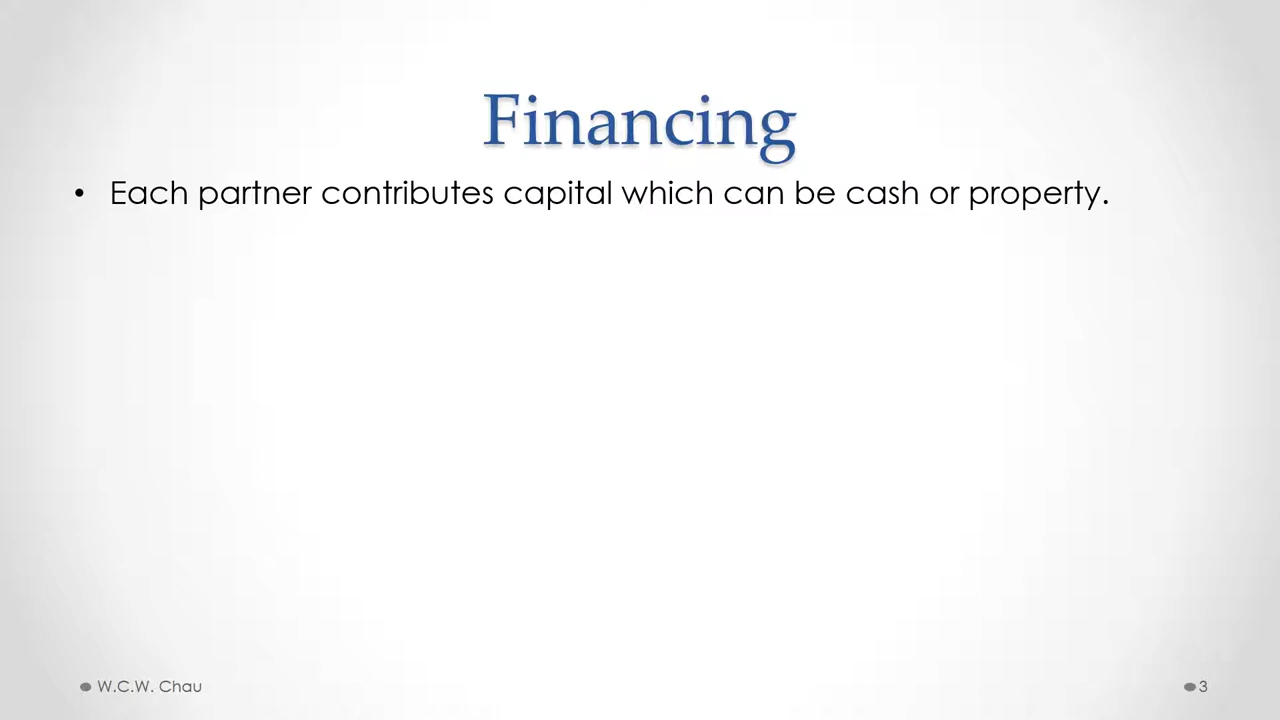 Financing
• Each partner contributes capital which can be cash or property.
W.C.W. Chau
3